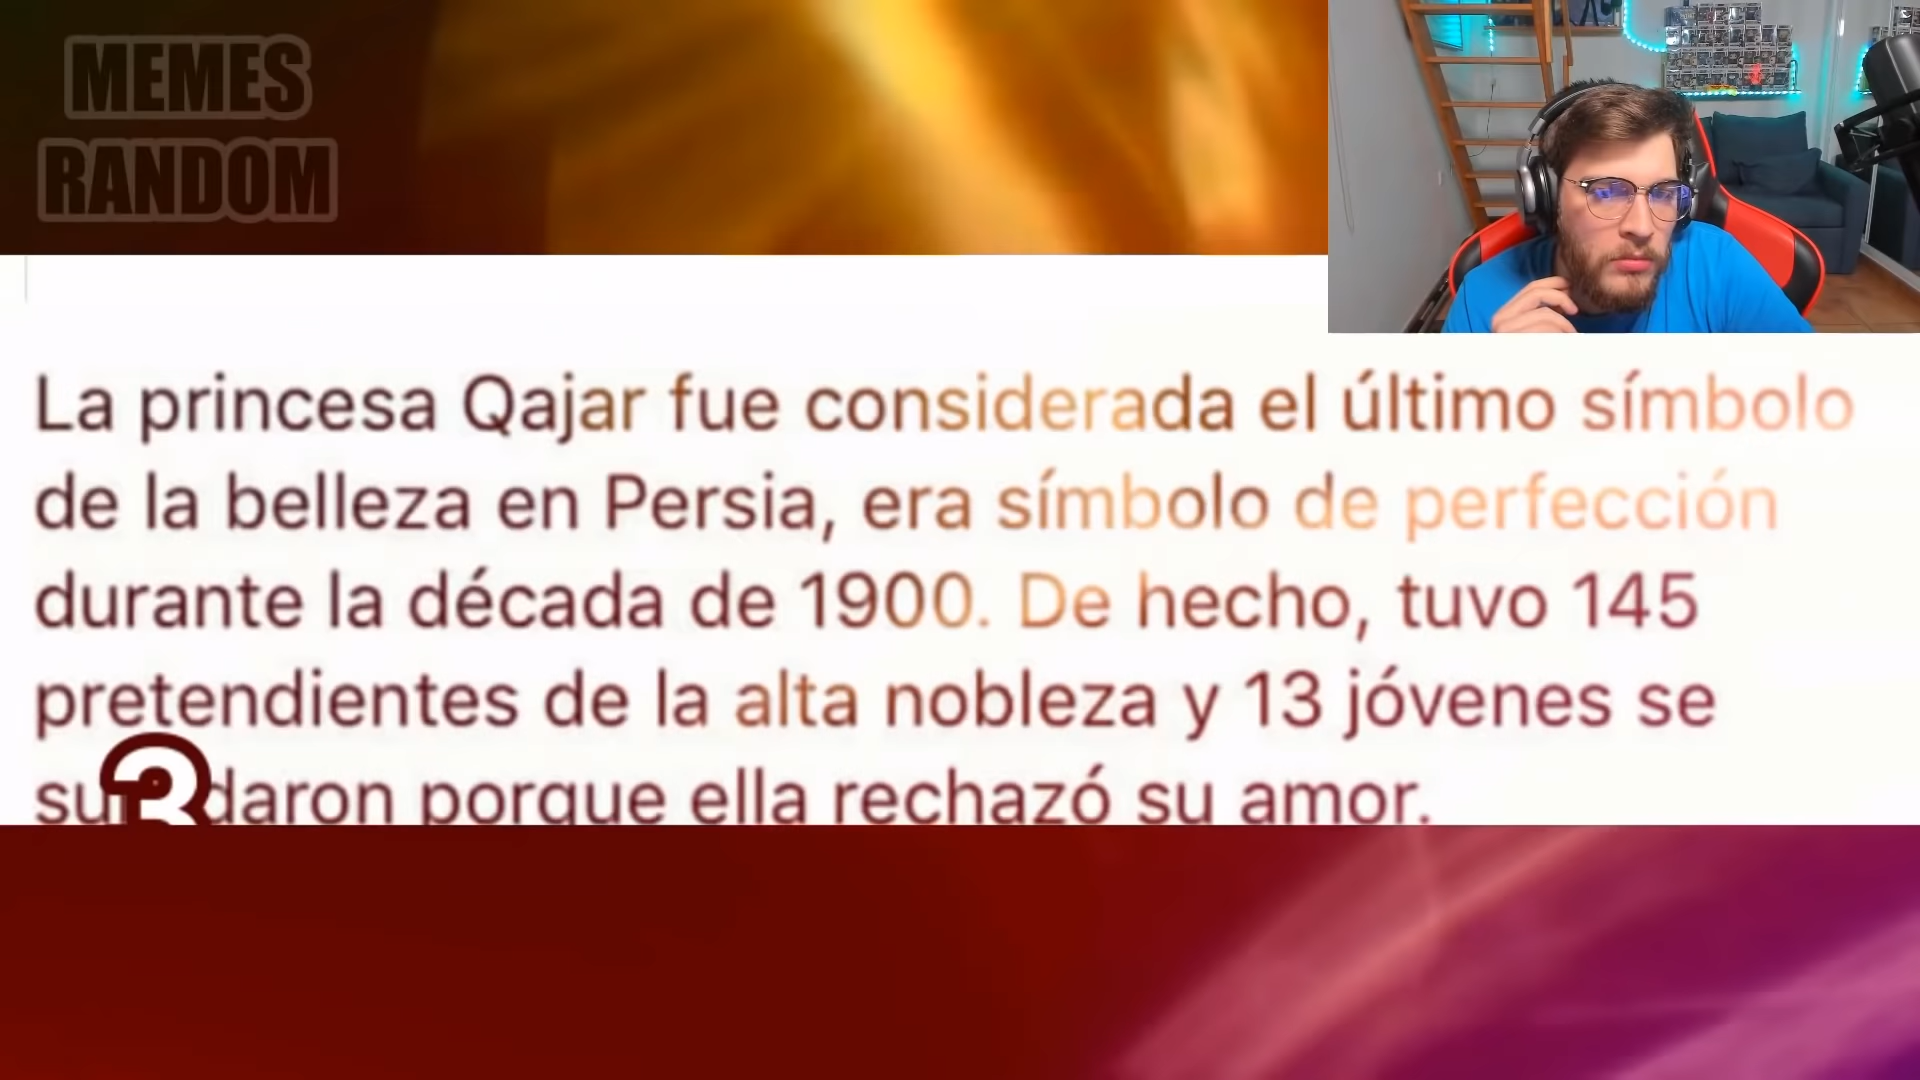 MEMES
RANDOM
La princesa Qajar fue considerada el último símbolo
de la belleza en Persia, era símbolo de perfección
durante la década de 1900. De hecho, tuvo 145
pretendientes de la alta nobleza y 13 jóvenes se
porque ella rechazó su amor.
3